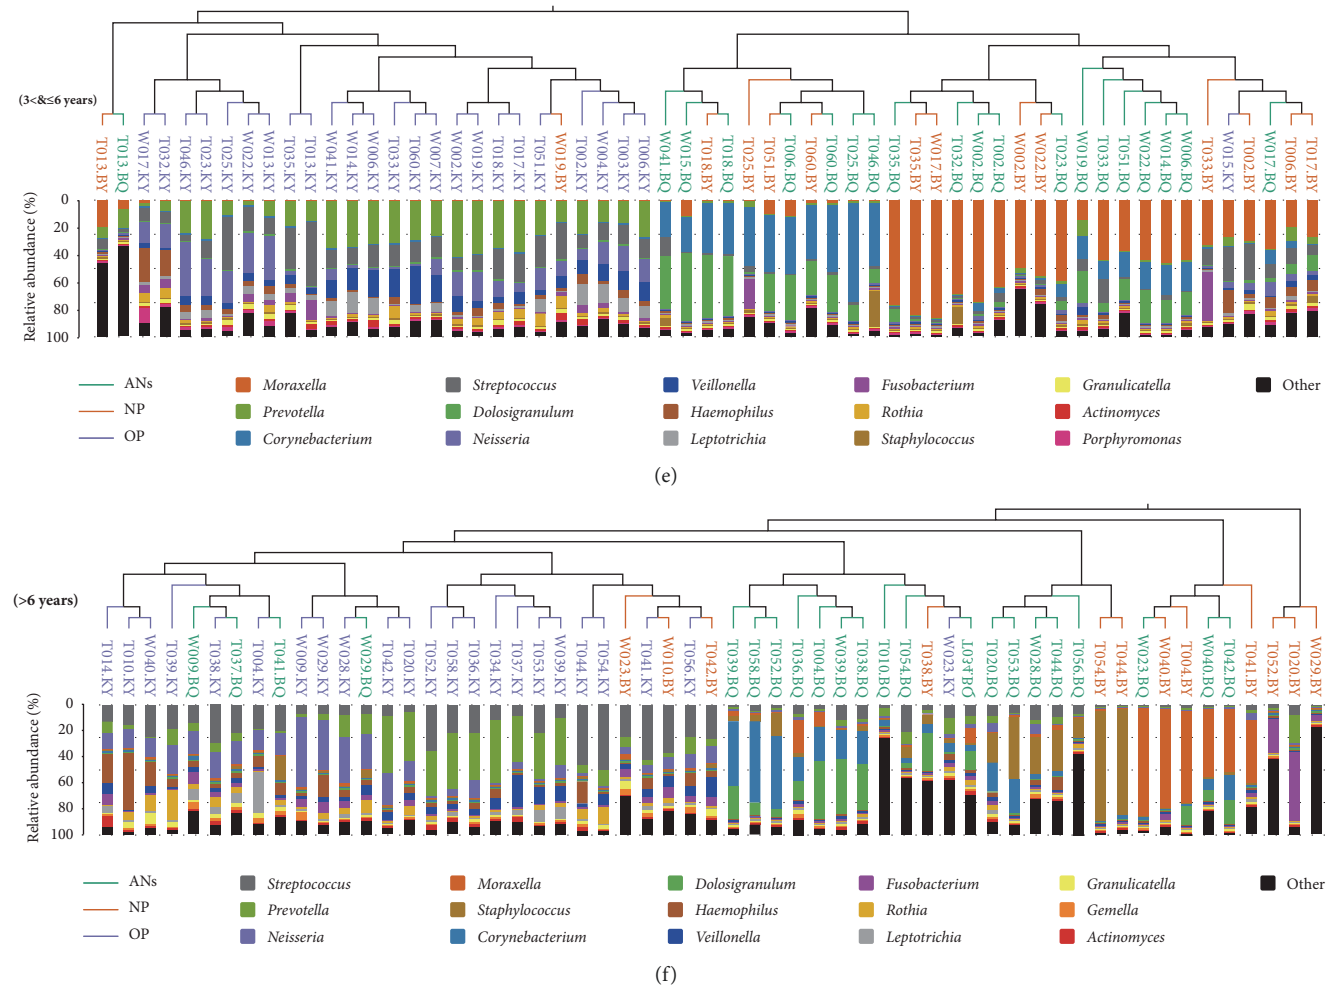 (3<&≤6 years)
T013.BY T013.BQ W017.KY T032.KY T046.KY T023.KY T025.KY W022.KY W013.KY T035.KY T013.KY W041.KY W014.KY W006.KY T033.KY T060.KY W007.KY W002.KY W019.KY T018.KY T017.KY T051.KY W019.BY T002.KY W004.KY T003.KY T006.KY W041.BQ W015.BQ T018.BY T018.BQ T025.BY T051.BY T006.BQ T060.BY T060.BQ T025.BQ T046.BQ T035.BQ T035.BY W017.BY T032.BQ W002.BQ T002.BQ W002.BY W022.BY T023.BQ W019.BQ T033.BQ T051.BQ W022.BQ W014.BQ W006.BQ T033.BY W015.KY T002.BY W017.BQ T006.BY T017.BY
Relative abundance (%)
0
20
40
60
80
100
ANs Moraxella Streptococcus Veillonella Fusobacterium Granulicatella Other
NP Prevotella Dolosigranulum Haemophilus Rothia Actinomyces
OP Corynebacterium Neisseria Leptotrichia Staphylococcus Porphyromonas
(e)
(>6 years)
T014.KY T010.KY W040.KY T039.KY W009.BQ T038.KY T037.BQ T004.KY T041.BQ W009.KY W029.KY W028.KY W029.BQ T042.KY T020.KY T052.KY T058.KY T036.KY T034.KY T037.KY T053.KY W039.KY T044.KY T054.KY W023.BY T041.KY W010.BY T056.KY T042.BY T039.BQ T058.BQ T052.BQ T036.BQ T004.BQ W039.BQ T038.BQ T010.BQ T054.BQ T038.BY W023.KY T020.BQ T053.BQ W028.BQ T044.BQ T056.BQ T054.BY T044.BY W023.BQ W040.BY T004.BY W040.BQ T042.BQ T041.BY T052.BY T020.BY W029.BY
Relative abundance (%)
0
20
40
60
80
100
ANs Streptococcus Moraxella Dolosigranulum Fusobacterium Granulicatella Other
NP Prevotella Staphylococcus Haemophilus Rothia Gemella
OP Neisseria Corynebacterium Veillonella Leptotrichia Actinomyces
(f)